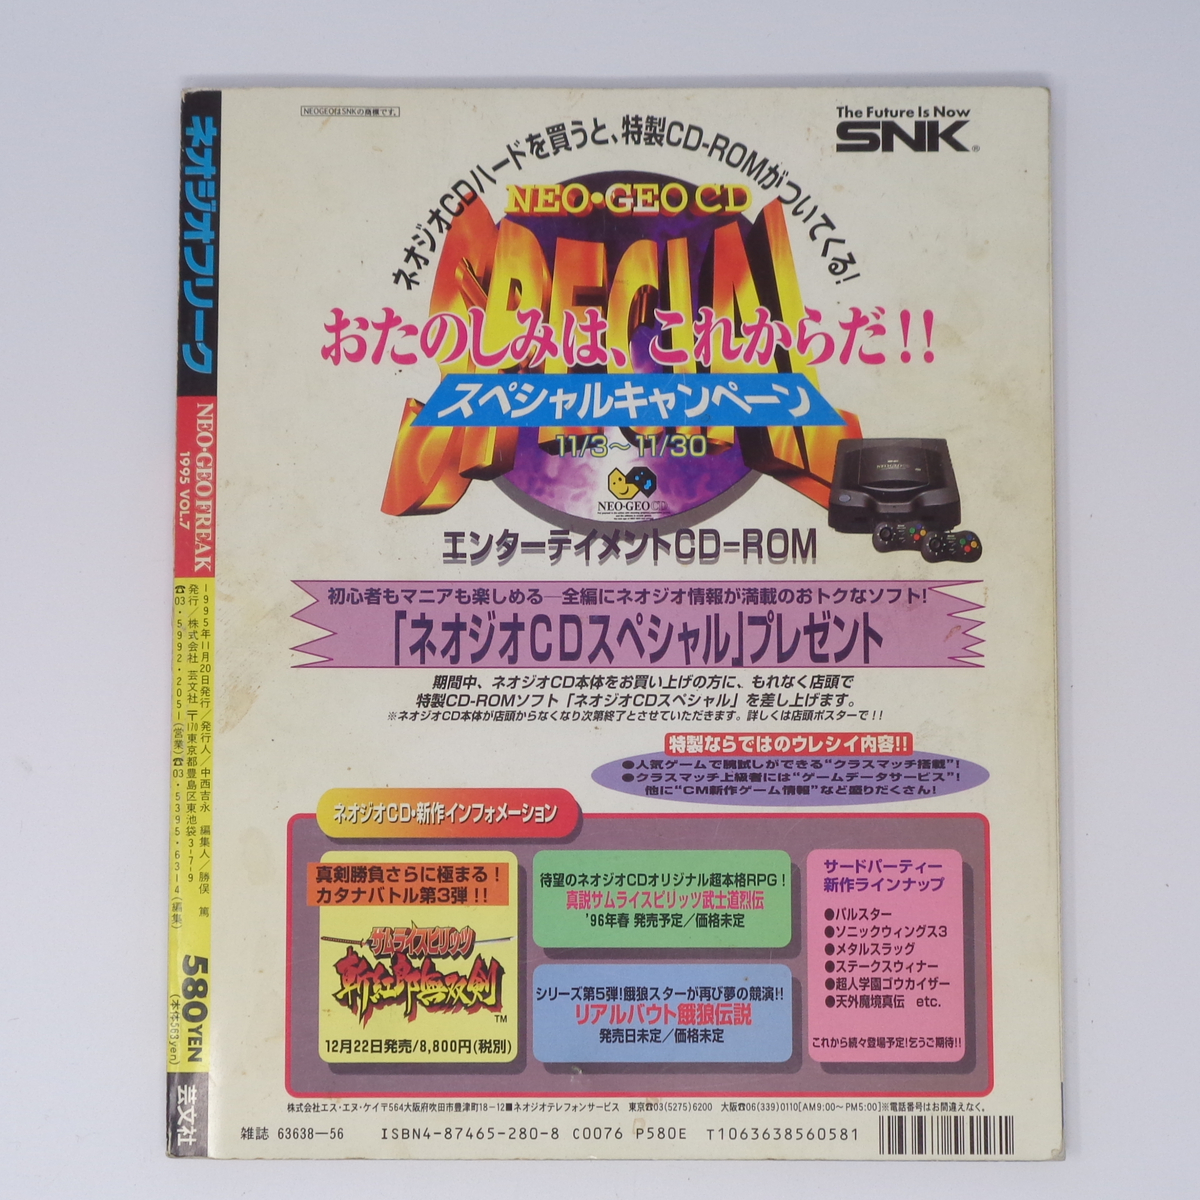 NEOGEOはSNKの商標です。
The Future Is Now
SNK®
ネオジオCDハードを買うと、特製CD-ROMがついてくる!
NEO•GEO CD
SPECIAL
おたのしみは、これからだ!!
スペシャルキャンペーン
11/3〜11/30
NEO•GEO CD
エンターテイメントCD-ROM
初心者もマニアも楽しめる―全編にネオジオ情報が満載のおトクなソフト!
「ネオジオCDスペシャル」プレゼント
期間中、ネオジオCD本体をお買い上げの方に、もれなく店頭で
特製CD-ROMソフト「ネオジオCDスペシャル」を差し上げます。
※ネオジオCD本体が店頭からなくなり次第終了とさせていただきます。詳しくは店頭ポスターで!!
特製ならではのウレシイ内容!!
●人気ゲームで腕試しができる“クラスマッチ搭載”!
●クラスマッチ上級者には“ゲームデータサービス”!
他に“CM新作ゲーム情報”など盛りだくさん!
ネオジオCD・新作インフォメーション
真剣勝負さらに極まる!
カタナバトル第3弾!!
サムライスピリッツ
斬紅郎無双剣
TM
12月22日発売/8,800円(税別)
待望のネオジオCDオリジナル超本格RPG!
真説サムライスピリッツ武士道烈伝
'96年春 発売予定/価格未定
シリーズ第5弾!餓狼スターが再び夢の競演!!
リアルバウト餓狼伝説
発売日未定/価格未定
サードパーティー
新作ラインナップ
●パルスター
●ソニックウィングス3
●メタルスラッグ
●ステークスウィナー
●超人学園ゴウカイザー
●天外魔境真伝 etc.
これから続々登場予定!乞うご期待!!
株式会社エス・エヌ・ケイ〒564大阪府吹田市豊津町18-12■ネオジオテレフォンサービス 東京☎03(5275)6200 大阪☎06(339)0110[AM9:00〜PM5:00]※電話番号はお間違えなく。
雑誌 63638-56 ISBN4-87465-280-8 C0076 P580E T1063638560581
ネオジオフリーク
NEO•GEO FREAK
1995 VOL.7
1995年11月20日発行/発行人/中西吉永 編集人/勝俣 篤
発行/株式会社 芸文社 〒170東京都豊島区東池袋3-7-9
☎03・5992・2051(営業)☎03・5395・6314(編集)
580YEN
(本体563yen)
芸文社